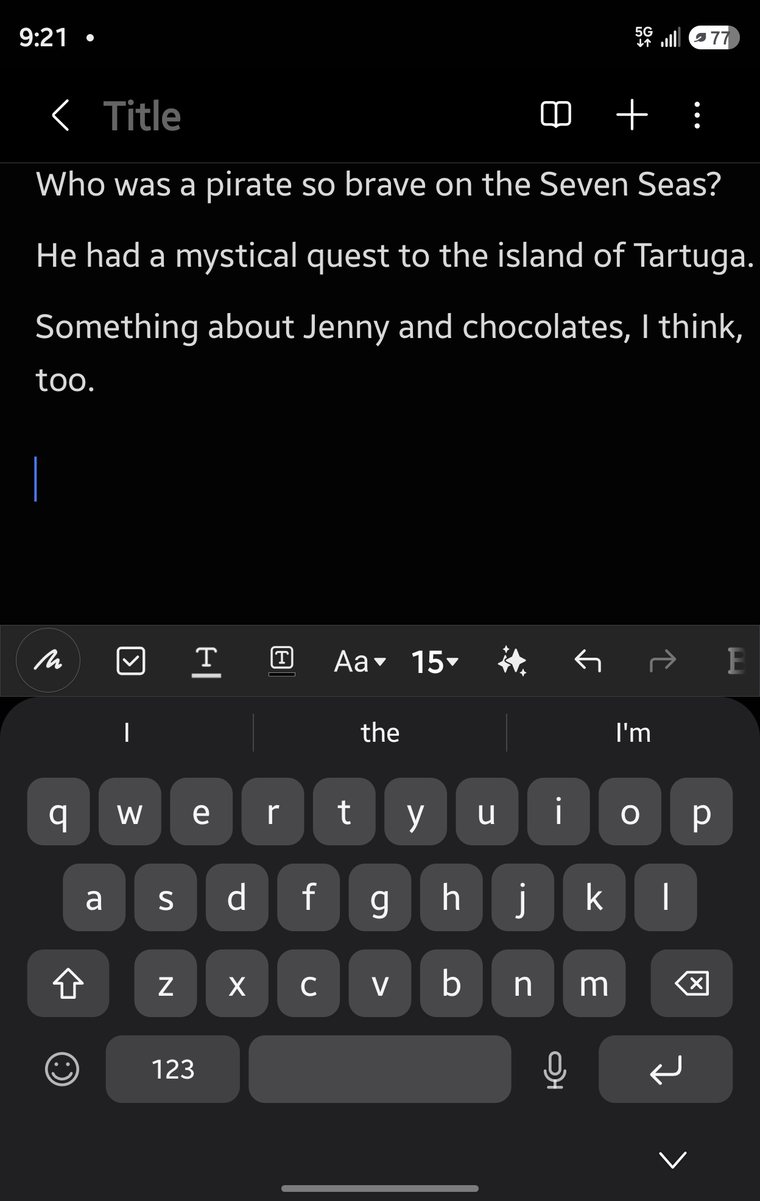 9:21
5G
77
Title
Who was a pirate so brave on the Seven Seas?
He had a mystical quest to the island of Tartuga.
Something about Jenny and chocolates, I think,
too.
T
T
Aa
15
B
I
the
I'm
q w e r t y u i o p
a s d f g h j k l
z x c v b n m
123